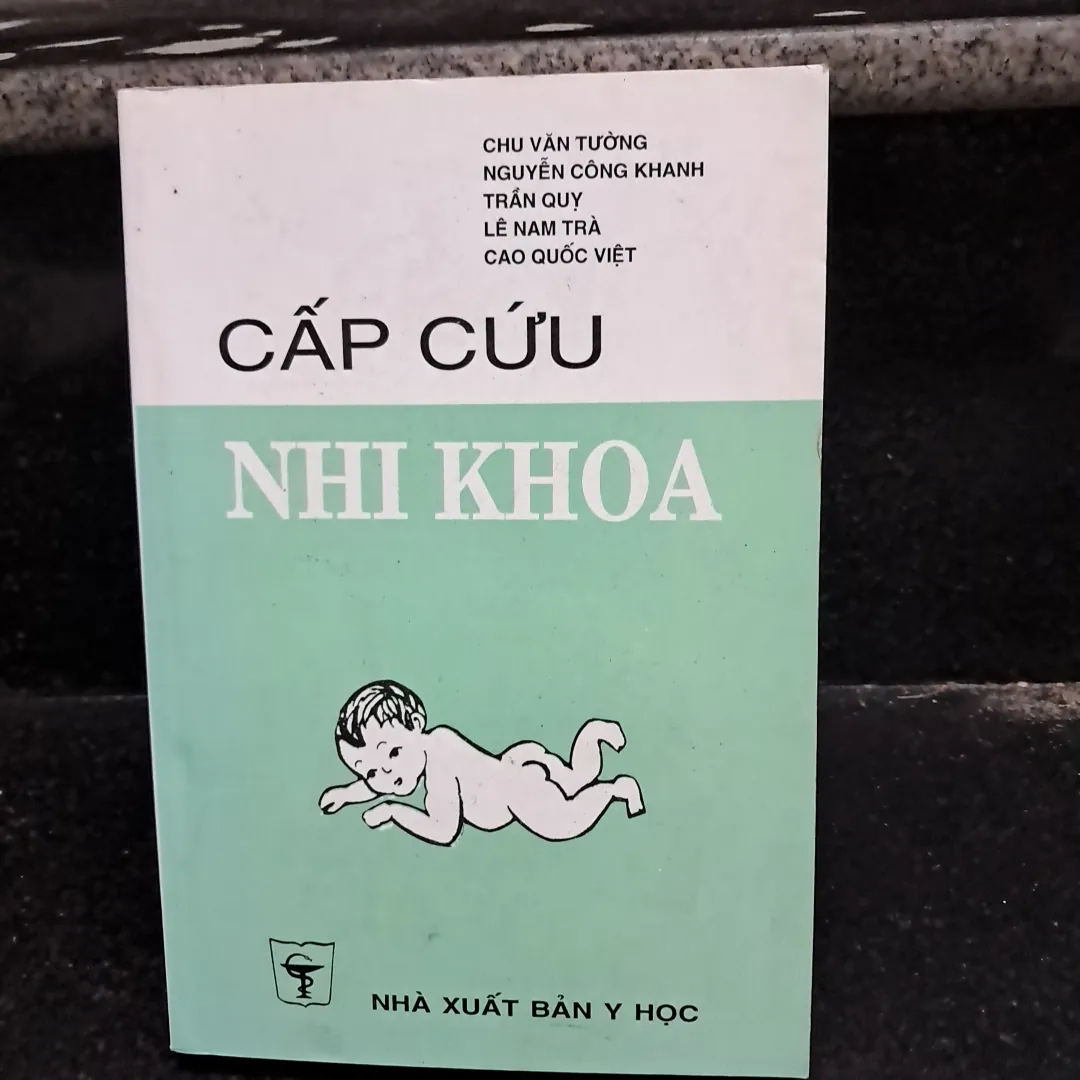 CHU VĂN TƯỜNG
NGUYỄN CÔNG KHANH
TRẦN QUỴ
LÊ NAM TRÀ
CAO QUỐC VIỆT
CẤP CỨU
NHI KHOA
NHÀ XUẤT BẢN Y HỌC